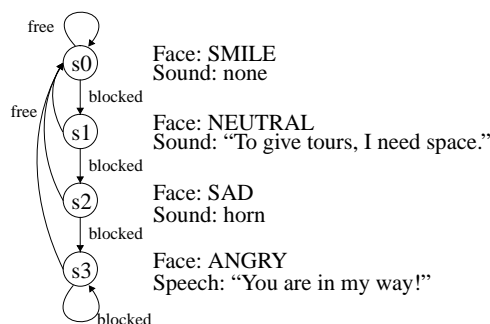 free
s0
Face: SMILE
Sound: none
blocked
free
s1
Face: NEUTRAL
Sound: “To give tours, I need space.”
blocked
s2
Face: SAD
Sound: horn
blocked
s3
Face: ANGRY
Speech: “You are in my way!”
blocked